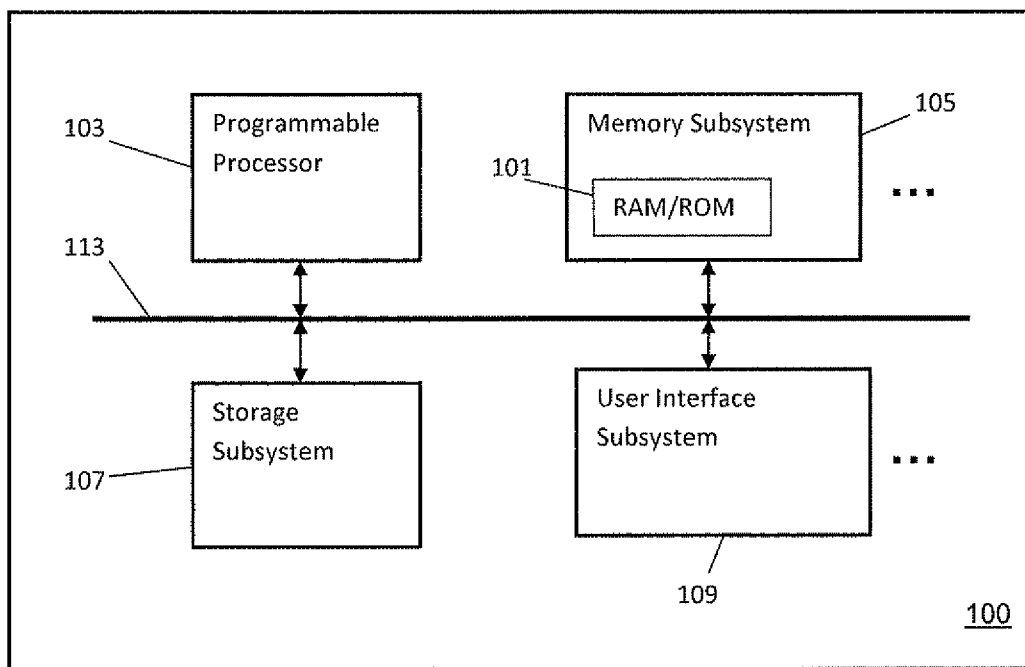 103
Programmable
Processor
Memory Subsystem
105
101
RAM/ROM
...
113
Storage
Subsystem
107
User Interface
Subsystem
...
109
100